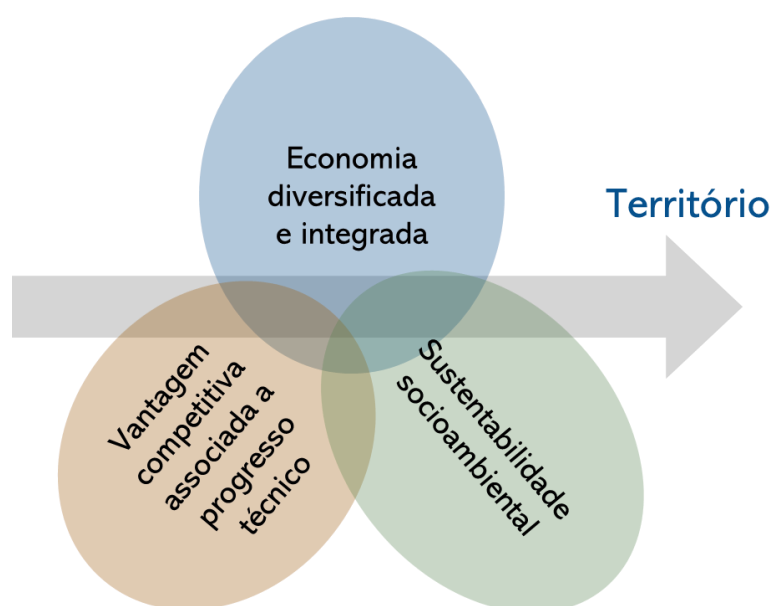 Economia
diversificada
e integrada
Território
Vantagem
competitiva
associada a
progresso
técnico
Sustentabilidade
socioambiental